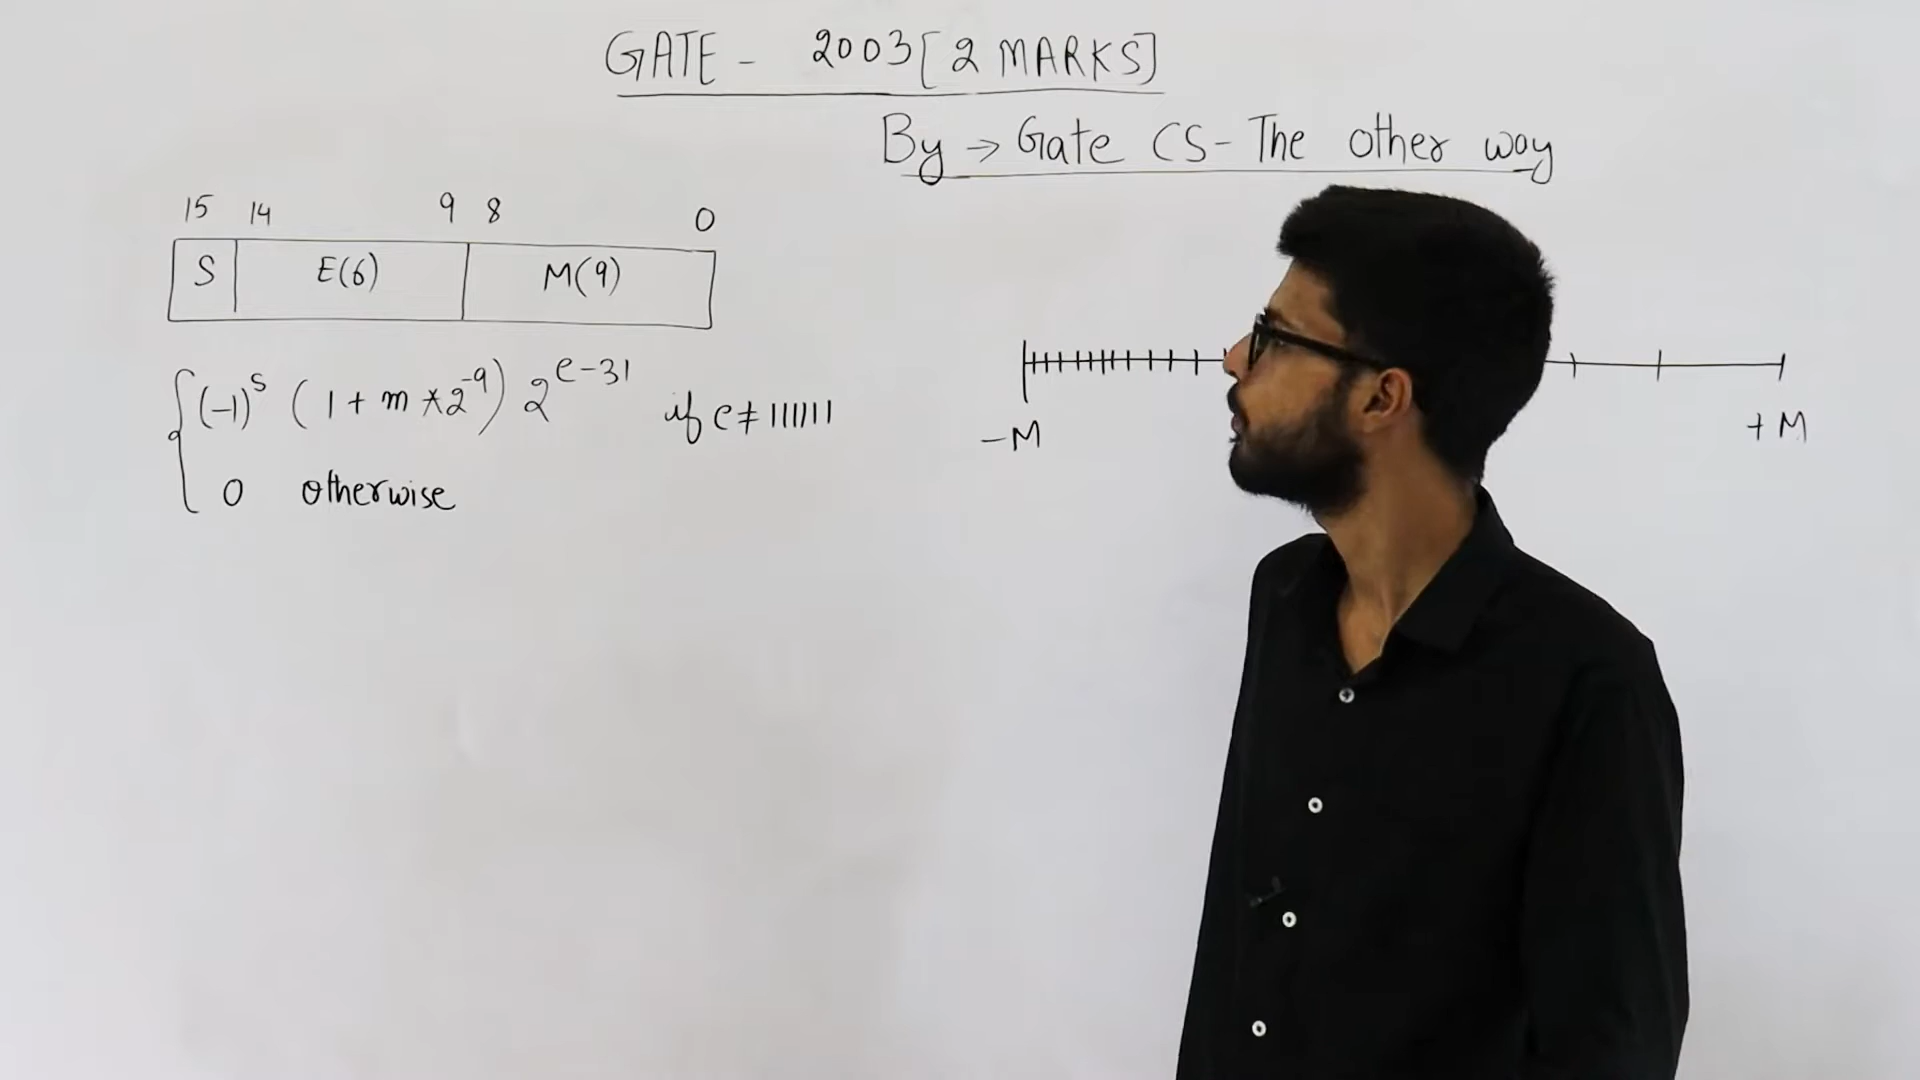 GATE - 2003 [2 MARKS]
By → Gate CS - The other way
15 14 9 8 0
S E(6) M(9)
(-1)^s (1 + m * 2^-9) 2^e-31 if e ≠ 111111
0 otherwise
-M +M